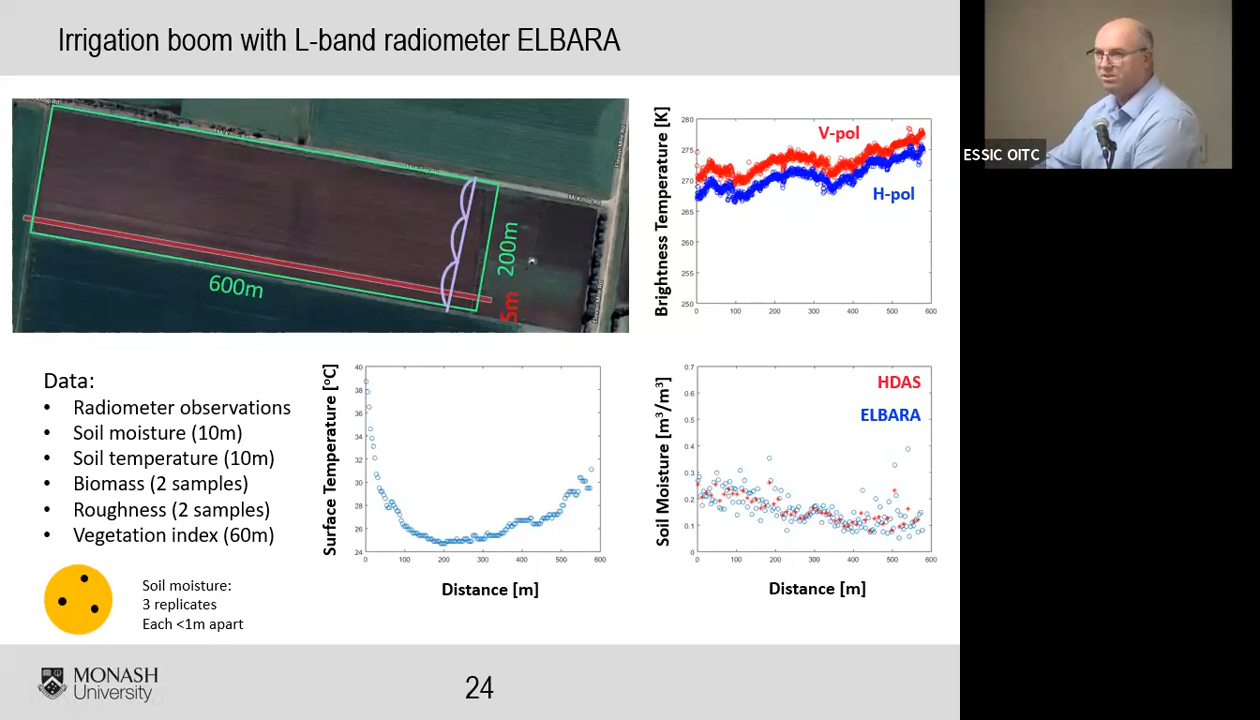 Irrigation boom with L-band radiometer ELBARA
ESSIC OITC
McKillop Rd
600m
200m
5m
Brightness Temperature [K]
280
275
270
265
260
255
250
V-pol
H-pol
0
100
200
300
400
500
600
Data:
• Radiometer observations
• Soil moisture (10m)
• Soil temperature (10m)
• Biomass (2 samples)
• Roughness (2 samples)
• Vegetation index (60m)
Soil moisture:
3 replicates
Each <1m apart
Surface Temperature [°C]
40
38
36
34
32
30
28
26
24
0
100
200
300
400
500
600
Distance [m]
Soil Moisture [m³/m³]
0.7
0.6
0.5
0.4
0.3
0.2
0.1
0
HDAS
ELBARA
0
100
200
300
400
500
600
Distance [m]
MONASH
University
24